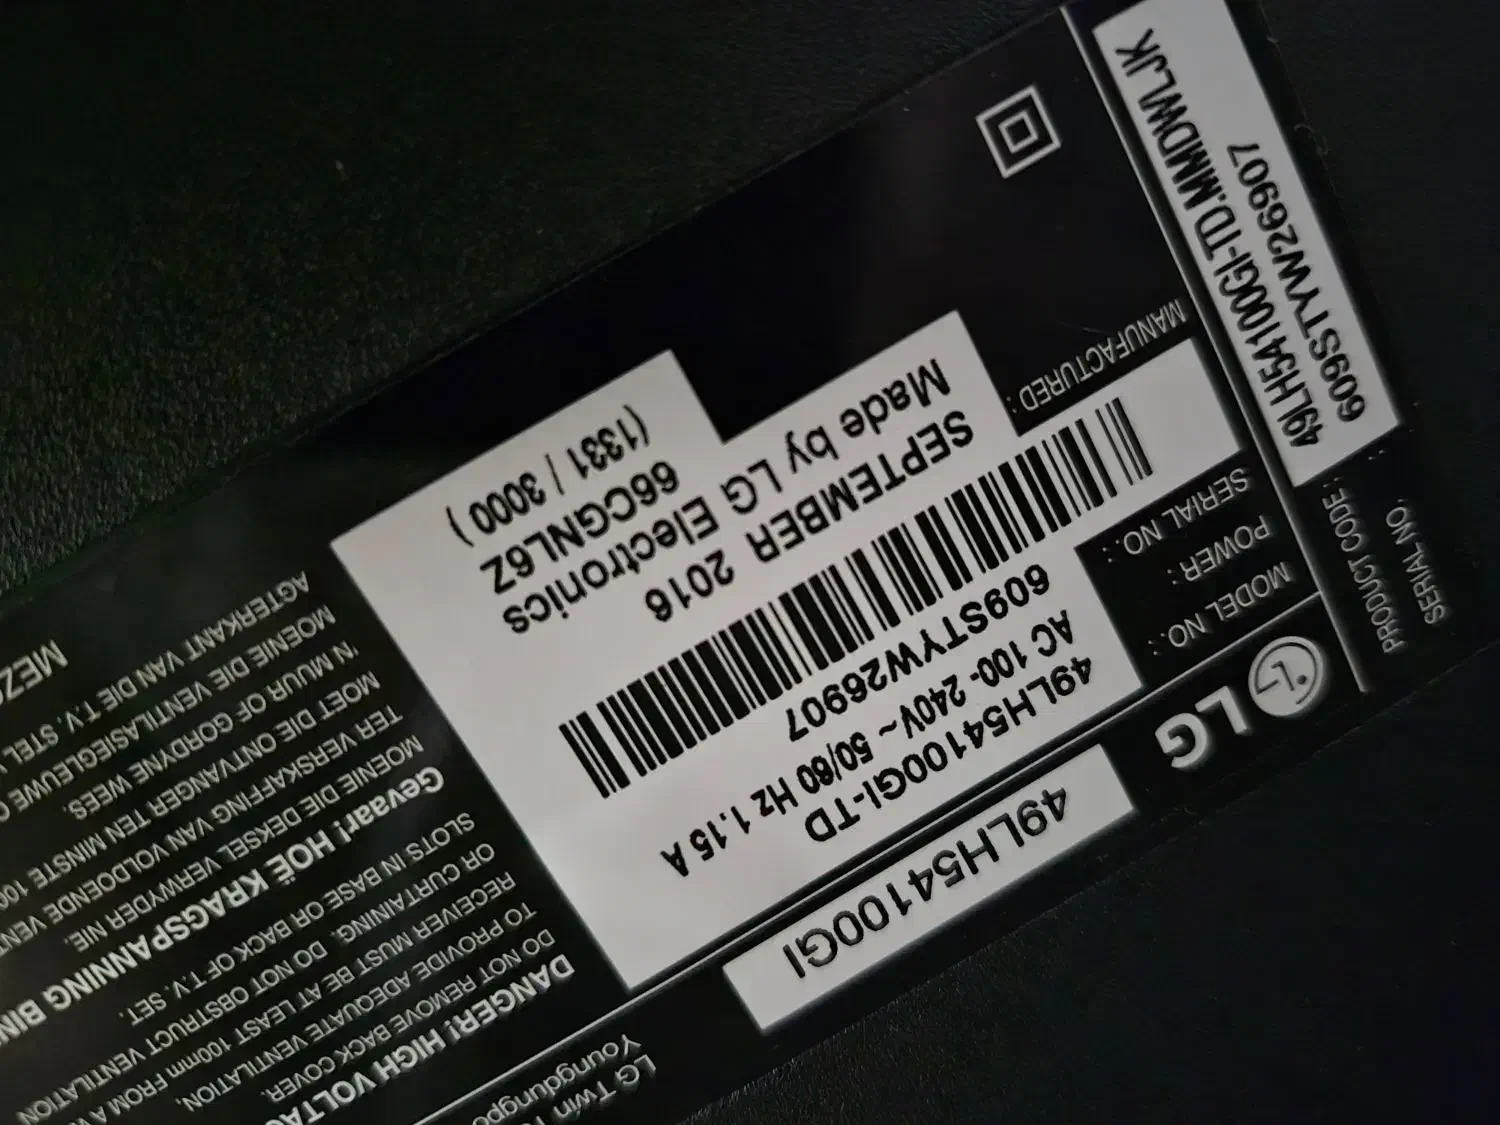 LG
49LH54100GI
MODEL NO. : 49LH54100GI-TD
POWER : AC 100- 240V ~ 50/60 Hz 1.15 A
SERIAL NO. : 609STYW26907
MANUFACTURED : SEPTEMBER 2016
Made by LG Electronics
66CGNL6Z
(1331 / 3000 )
PRODUCT CODE : 49LH54100GI-TD.MMDWLJK
SERIAL NO. : 609STYW26907
LG Twin
DANGER! HIGH
DO NOT REMOVE BACK COVER.
TO PROVIDE ADEQUATE VENTILATION,
RECEIVER MUST BE AT LEAST 100mm FROM A
OR CURTAINING. DO NOT OBSTRUCT VENTILATION
SLOTS IN BASE OR BACK OF T.V. SET.
Gevaar! HOË KRAGSPANNING
MOENIE DIE DEKSEL VERWYDER NIE.
TER VERSKAFFING VAN VOLDOENDE
MOET DIE ONTVANGER TEN MINSTE
'N MUUR OF GORDYNE WEES.
MOENIE DIE VENTILASIEGLEUWE
AGTERKANT VAN DIE T.V. STEL